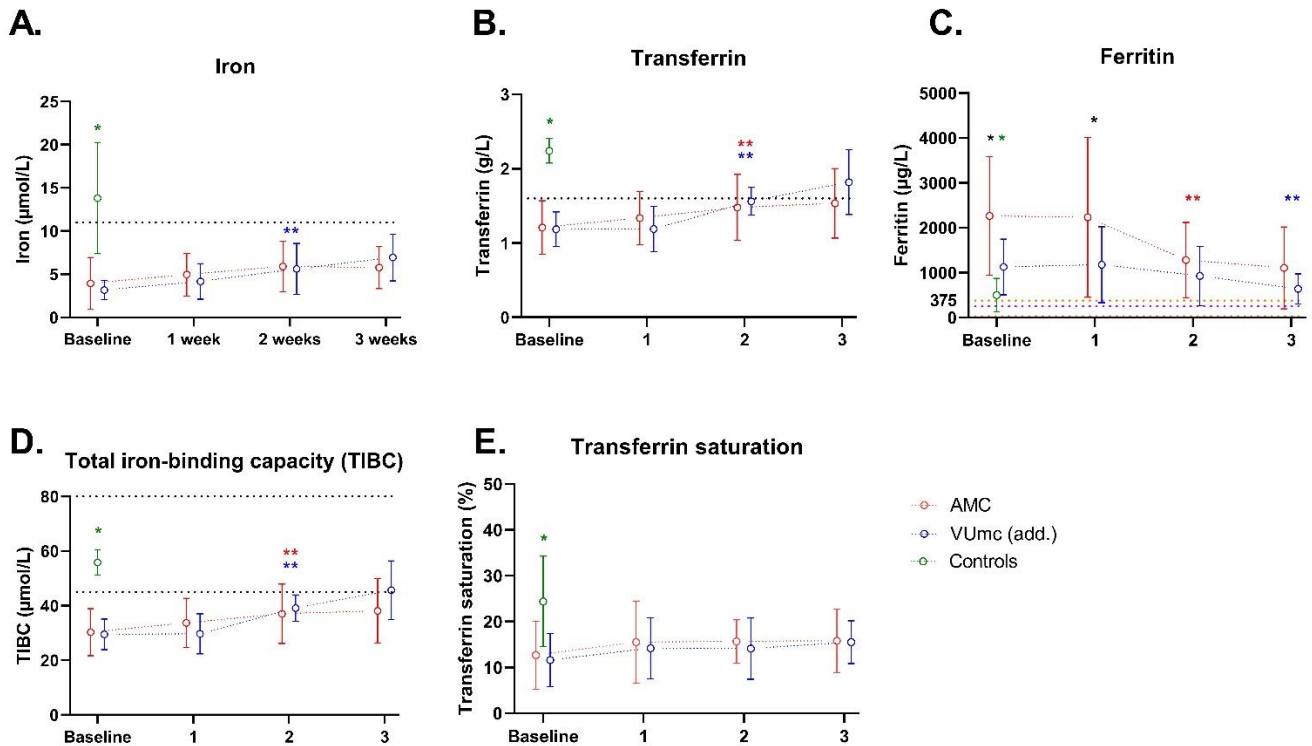 A.
Iron
Iron (µmol/L)
25
20
15
10
5
0
*
**
Baseline
1 week
2 weeks
3 weeks
B.
Transferrin
Transferrin (g/L)
3
2
1
0
*
**
**
Baseline
1
2
3
C.
Ferritin
Ferritin (µg/L)
5000
4000
3000
2000
1000
375
0
* *
*
**
**
Baseline
1
2
3
D.
Total iron-binding capacity (TIBC)
TIBC (µmol/L)
80
60
40
20
0
*
**
**
Baseline
1
2
3
E.
Transferrin saturation
Transferrin saturation (%)
50
40
30
20
10
0
*
Baseline
1
2
3
AMC
VUmc (add.)
Controls